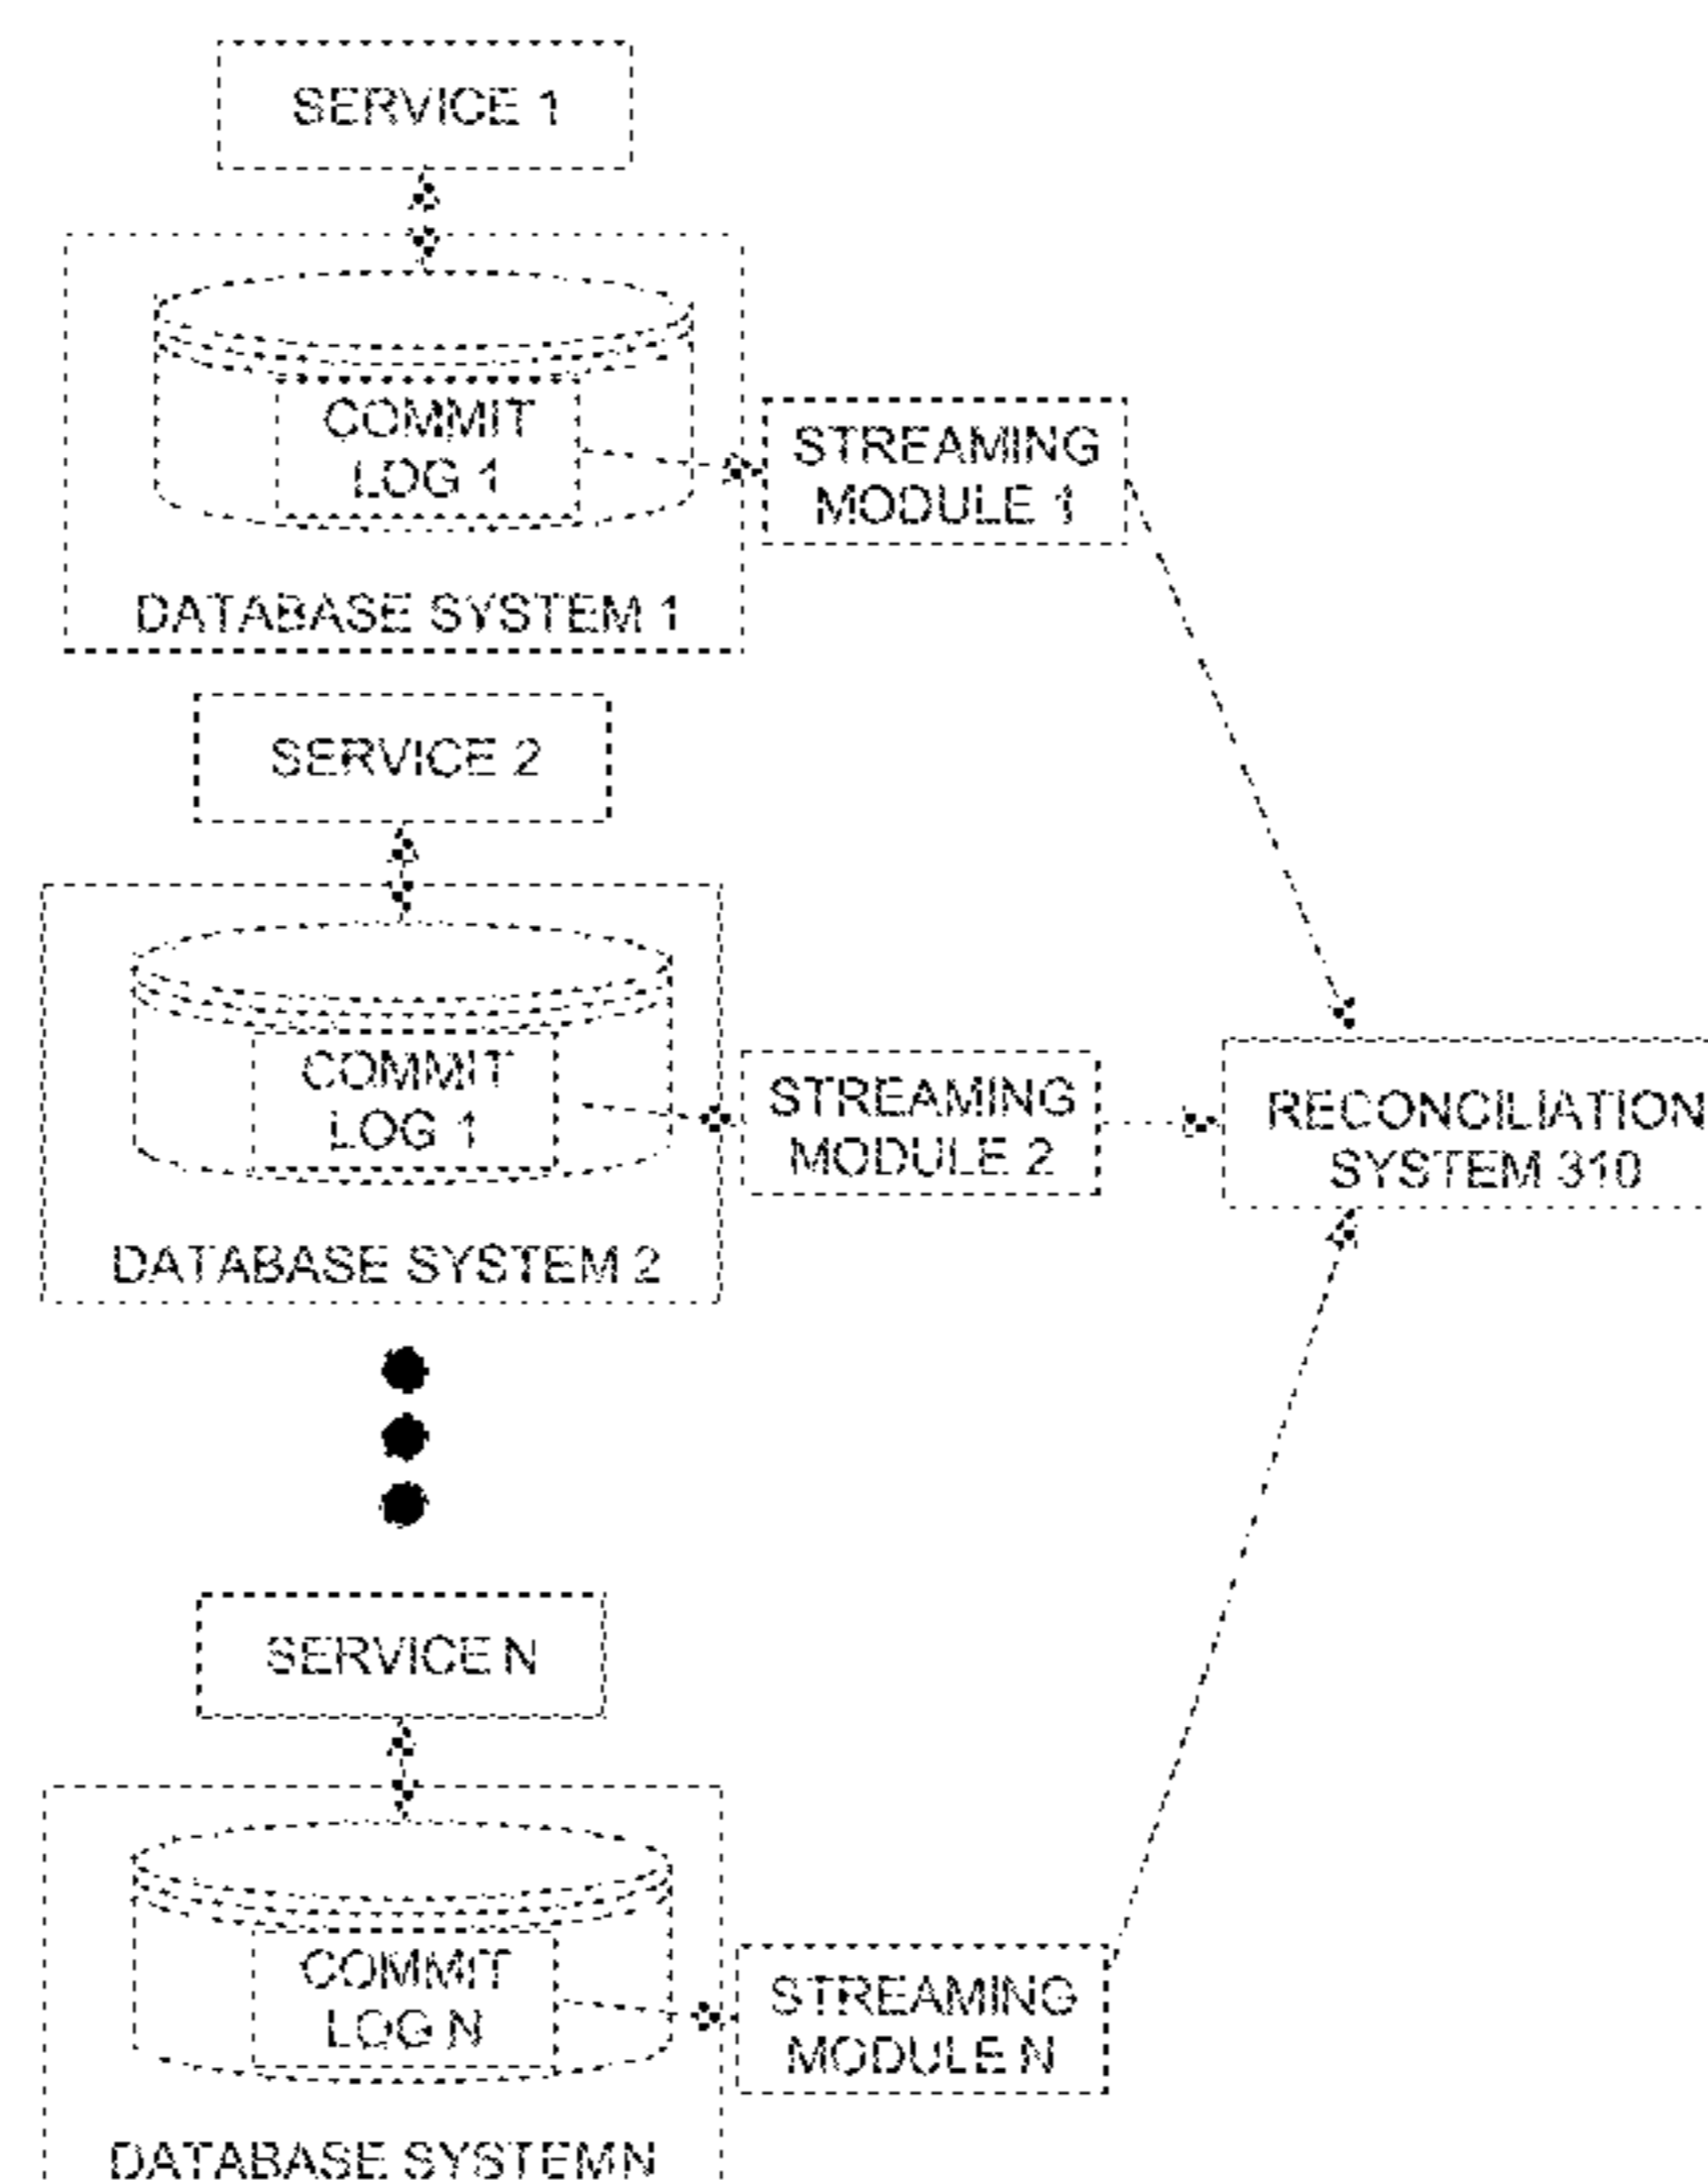 SERVICE 1
COMMIT
LOG 1
STREAMING
MODULE 1
DATABASE SYSTEM 1
SERVICE 2
COMMIT
LOG 1
STREAMING
MODULE 2
RECONCILIATION
SYSTEM 310
DATABASE SYSTEM 2
SERVICE N
COMMIT
LOG N
STREAMING
MODULE N
DATABASE SYSTEMN